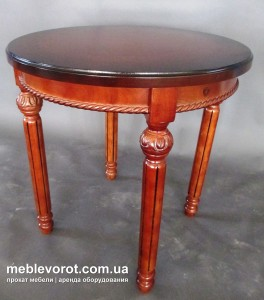 meblevorot.com.ua
прокат мебели | аренда оборудования